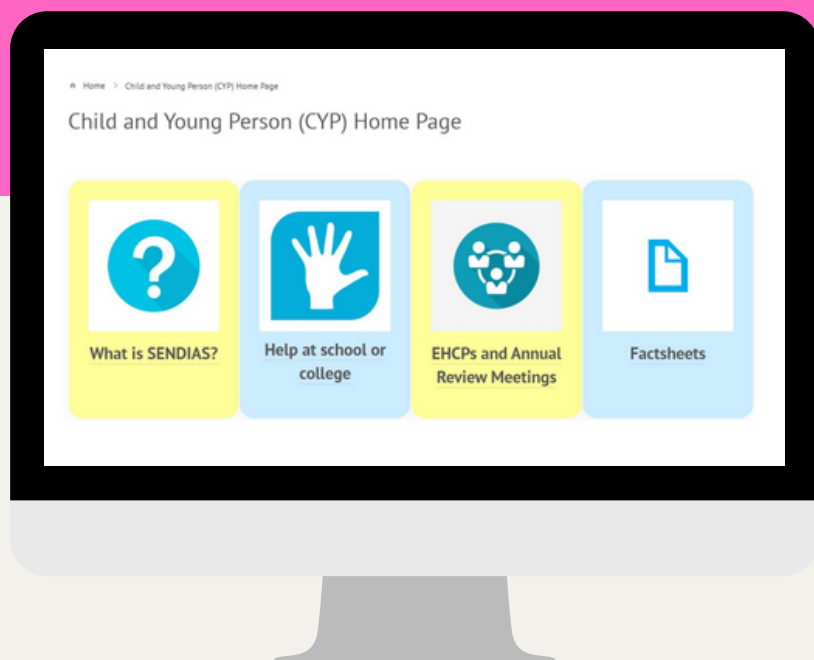 Home > Child and Young Person (CYP) Home Page
Child and Young Person (CYP) Home Page
What is SENDIAS?
Help at school or
college
EHCPs and Annual
Review Meetings
Factsheets